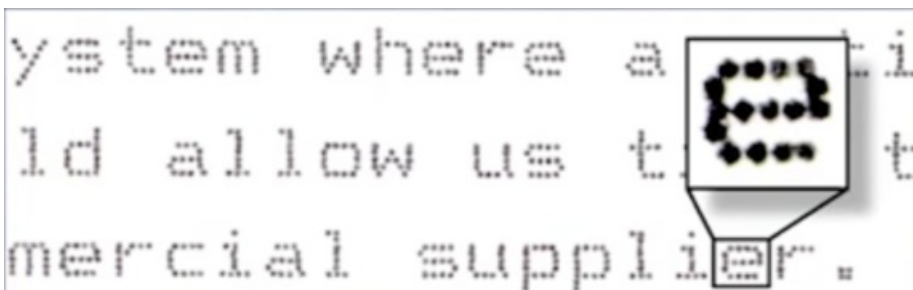 ystem where a
ld allow us t
mercial supplier.